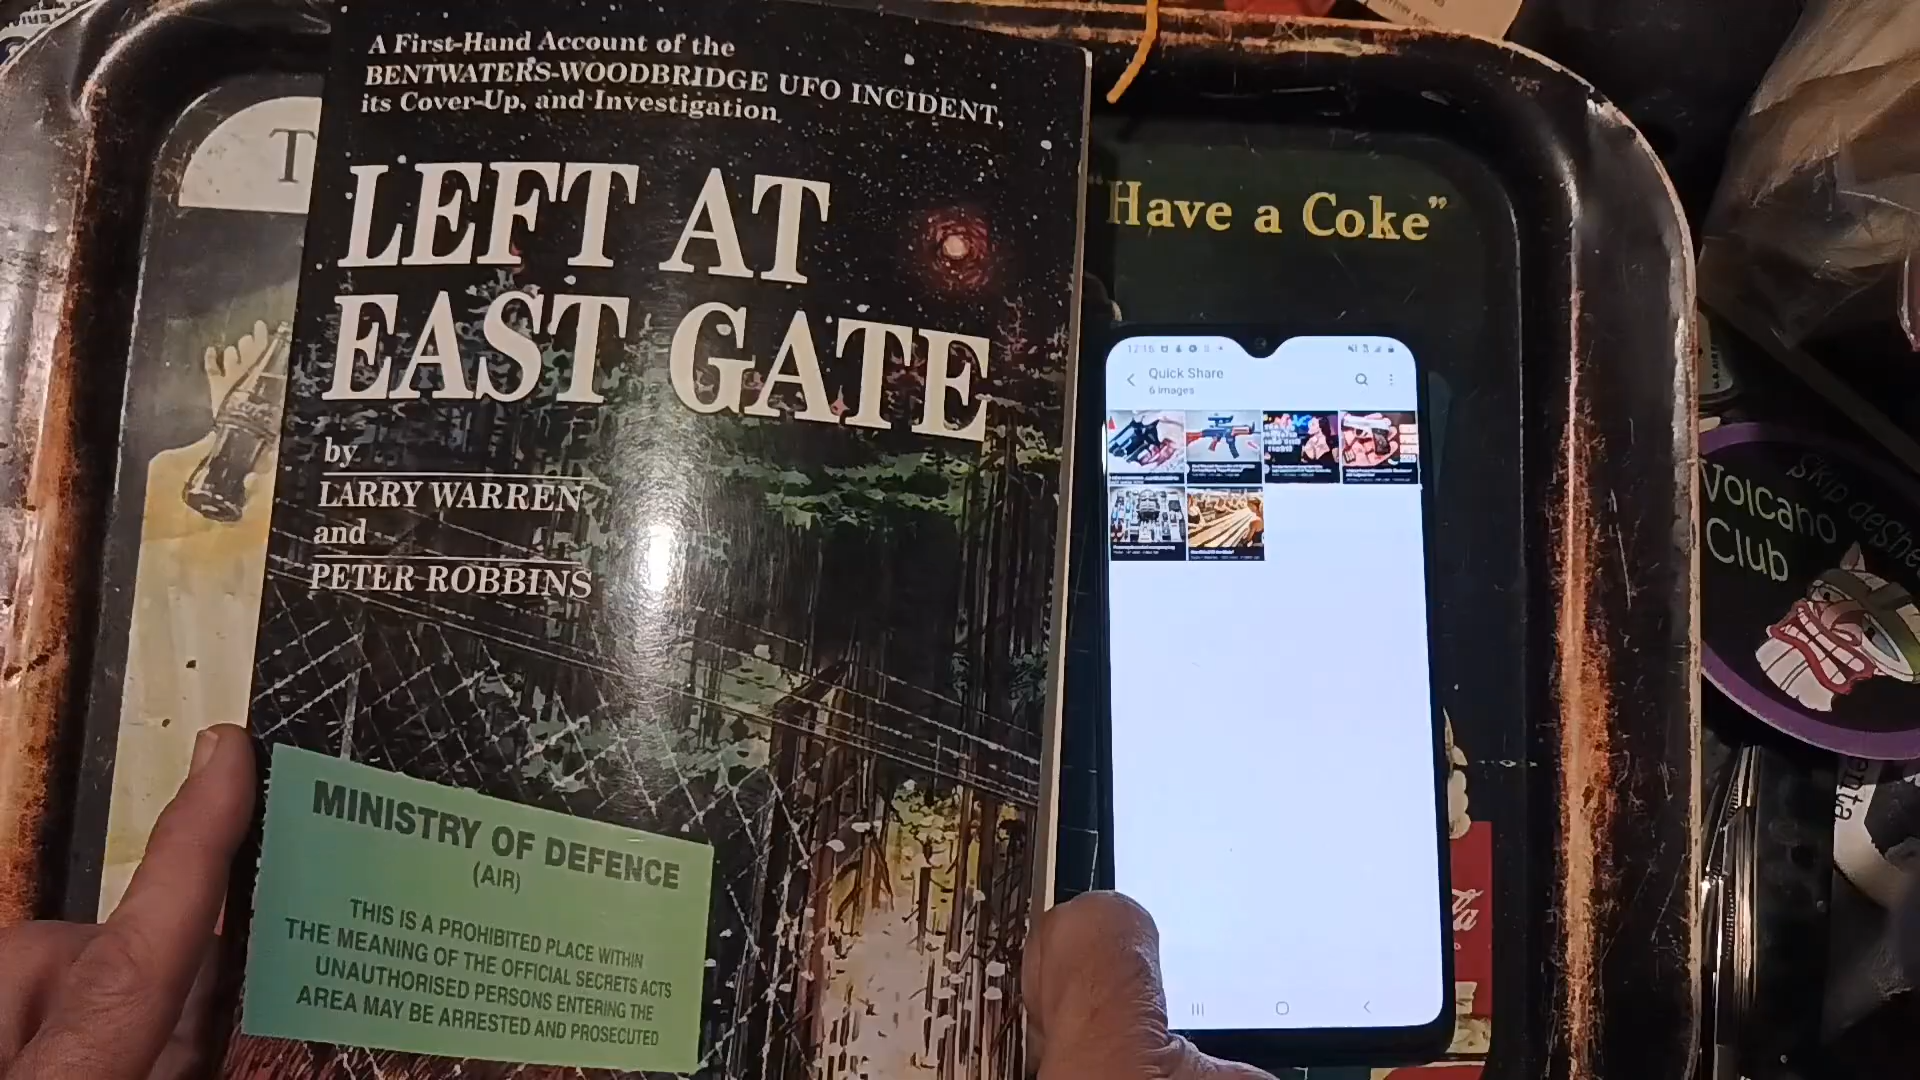 A First-Hand Account of the
BENTWATERS-WOODBRIDGE UFO INCIDENT,
its Cover-Up, and Investigation
LEFT AT
EAST GATE
by
LARRY WARREN
and
PETER ROBBINS
MINISTRY OF DEFENCE
(AIR)
THIS IS A PROHIBITED PLACE WITHIN
THE MEANING OF THE OFFICIAL SECRETS ACTS
UNAUTHORISED PERSONS ENTERING THE
AREA MAY BE ARRESTED AND PROSECUTED
T
"Have a Coke"
12:16
Quick Share
6 images
Skip
Volcano
Club